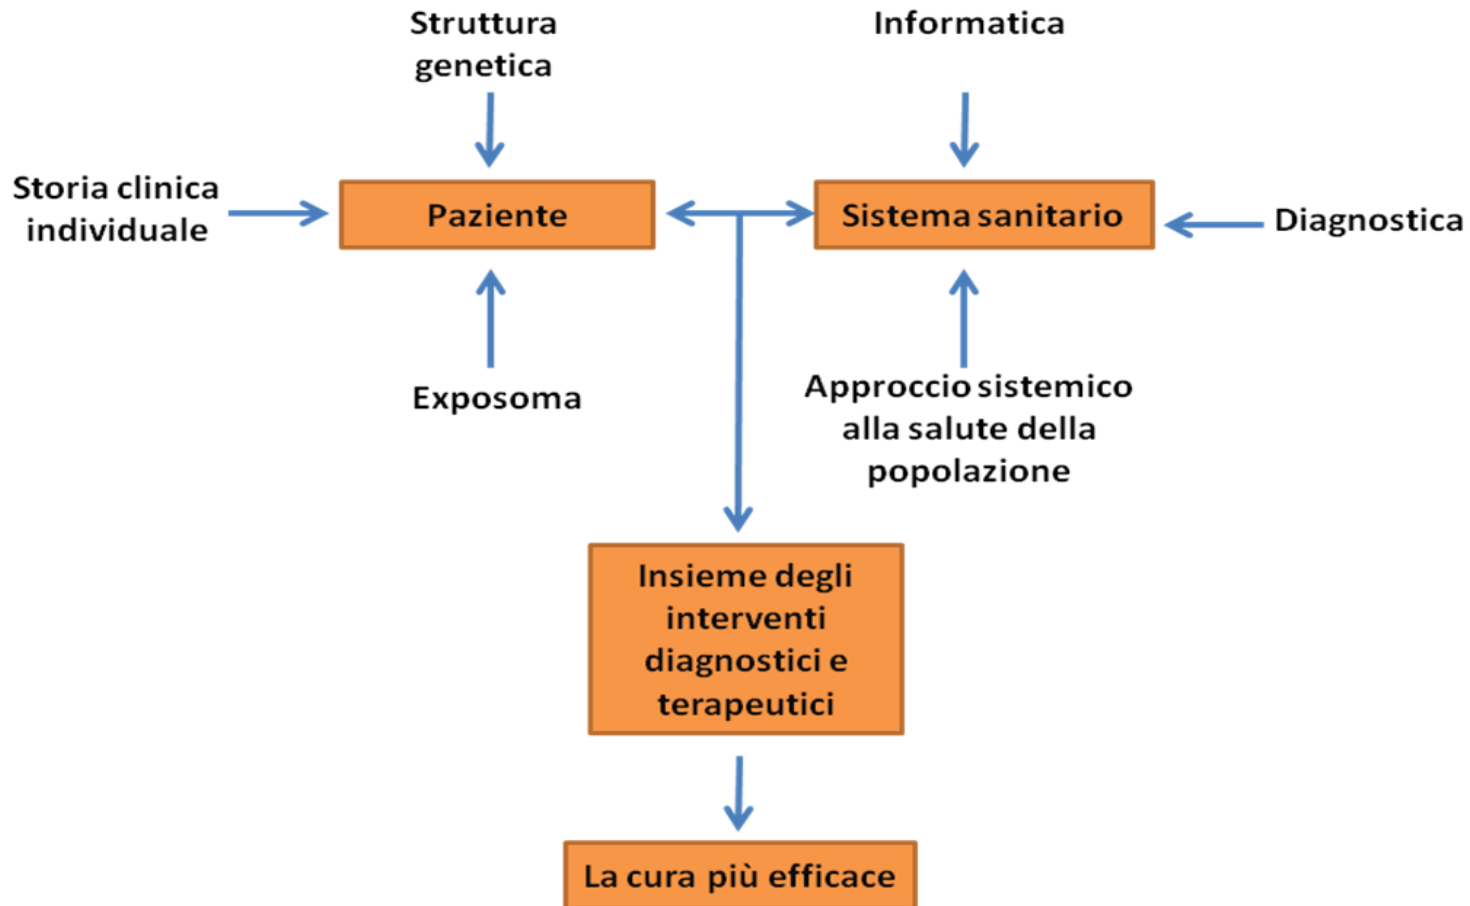 Struttura
genetica
Informatica
Storia clinica
individuale
Paziente
Sistema sanitario
Diagnostica
Exposoma
Approccio sistemico
alla salute della
popolazione
Insieme degli
interventi
diagnostici e
terapeutici
La cura più efficace